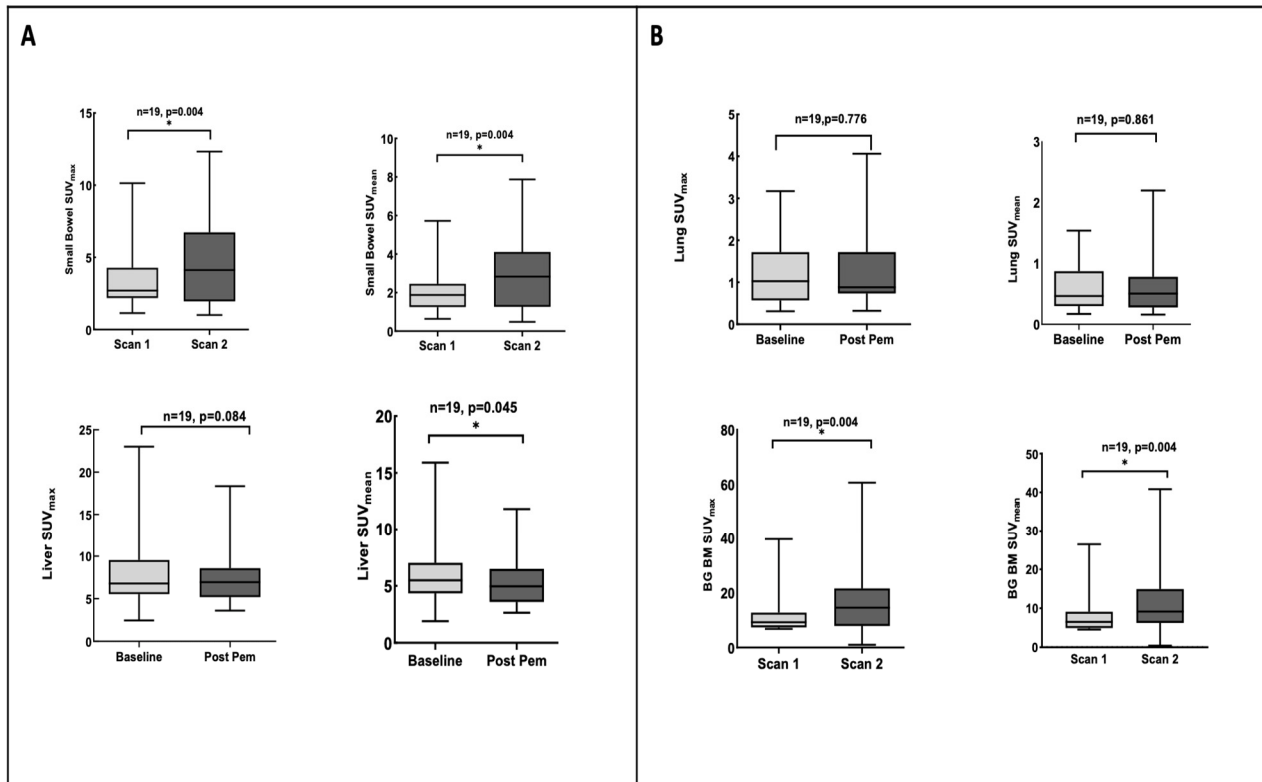 A
n=19, p=0.004
*
Small Bowel SUVmax
15
10
5
0
Scan 1 Scan 2
n=19, p=0.004
*
Small Bowel SUVmean
10
8
6
4
2
0
Scan 1 Scan 2
n=19, p=0.084
Liver SUVmax
25
20
15
10
5
0
Baseline Post Pem
n=19, p=0.045
*
Liver SUVmean
20
15
10
5
0
Baseline Post Pem
B
n=19,p=0.776
Lung SUVmax
5
4
3
2
1
0
Baseline Post Pem
n=19, p=0.861
Lung SUVmean
3
2
1
0
Baseline Post Pem
n=19, p=0.004
*
BG BM SUVmax
80
60
40
20
0
Scan 1 Scan 2
n=19, p=0.004
*
BG BM SUVmean
50
40
30
20
10
0
Scan 1 Scan 2